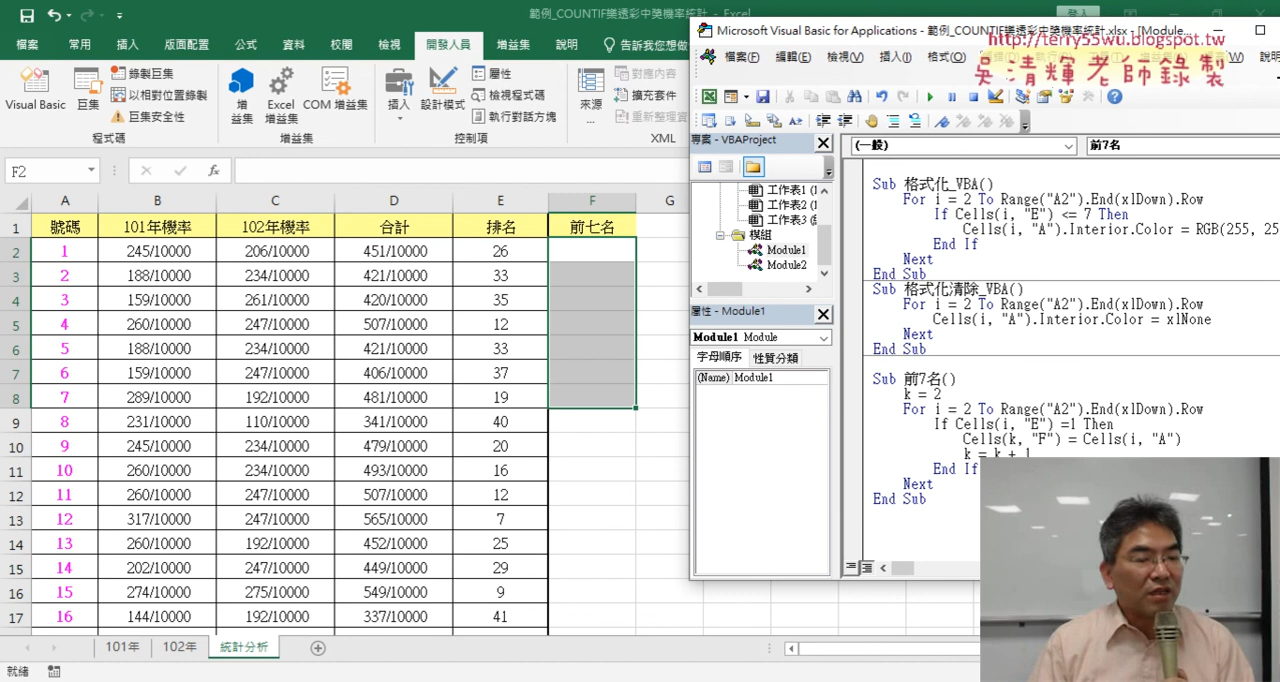 範例_COUNTIF樂透彩中獎機率統計 - Excel
登入
檔案 常用 插入 版面配置 公式 資料 校閱 檢視 開發人員 增益集 說明 告訴我您想做
Visual Basic
巨集
錄製巨集
以相對位置錄製
巨集安全性
程式碼
增益集
Excel 增益集
COM 增益集
增益集
插入
設計模式
屬性
檢視程式碼
執行對話方塊
控制項
來源
...
對應內容
擴充套件
重新整理資
XML
F2
fx
A B C D E F G
1 號碼 101年機率 102年機率 合計 排名 前七名
2 1 245/10000 206/10000 451/10000 26
3 2 188/10000 234/10000 421/10000 33
4 3 159/10000 261/10000 420/10000 35
5 4 260/10000 247/10000 507/10000 12
6 5 188/10000 234/10000 421/10000 33
7 6 159/10000 247/10000 406/10000 37
8 7 289/10000 192/10000 481/10000 19
9 8 231/10000 110/10000 341/10000 40
10 9 245/10000 234/10000 479/10000 20
11 10 260/10000 234/10000 493/10000 16
12 11 260/10000 247/10000 507/10000 12
13 12 317/10000 247/10000 565/10000 7
14 13 260/10000 192/10000 452/10000 25
15 14 202/10000 247/10000 449/10000 29
16 15 274/10000 275/10000 549/10000 9
17 16 144/10000 192/10000 337/10000 41
101年 102年 統計分析
就緒
Microsoft Visual Basic for Applications - 範例_COUNTIF樂透彩中獎機率統計.xlsx - [Module
http://terry55wu.blogspot.tw
吳清輝老師錄製
檔案(F) 編輯(E) 檢視(V) 插入(I) 格式(O) 說明
專案 - VBAProject
工作表1 (
工作表2 (
工作表3 (
模組
Module1
Module2
屬性 - Module1
Module1 Module
字母順序 性質分類
(Name) Module1
(一般) 前7名
Sub 格式化_VBA()
For i = 2 To Range("A2").End(xlDown).Row
If Cells(i, "E") <= 7 Then
Cells(i, "A").Interior.Color = RGB(255, 25
End If
Next
End Sub
Sub 格式化清除_VBA()
For i = 2 To Range("A2").End(xlDown).Row
Cells(i, "A").Interior.Color = xlNone
Next
End Sub
Sub 前7名()
k = 2
For i = 2 To Range("A2").End(xlDown).Row
If Cells(i, "E") =1 Then
Cells(k, "F") = Cells(i, "A")
k = k + 1
End If
Next
End Sub